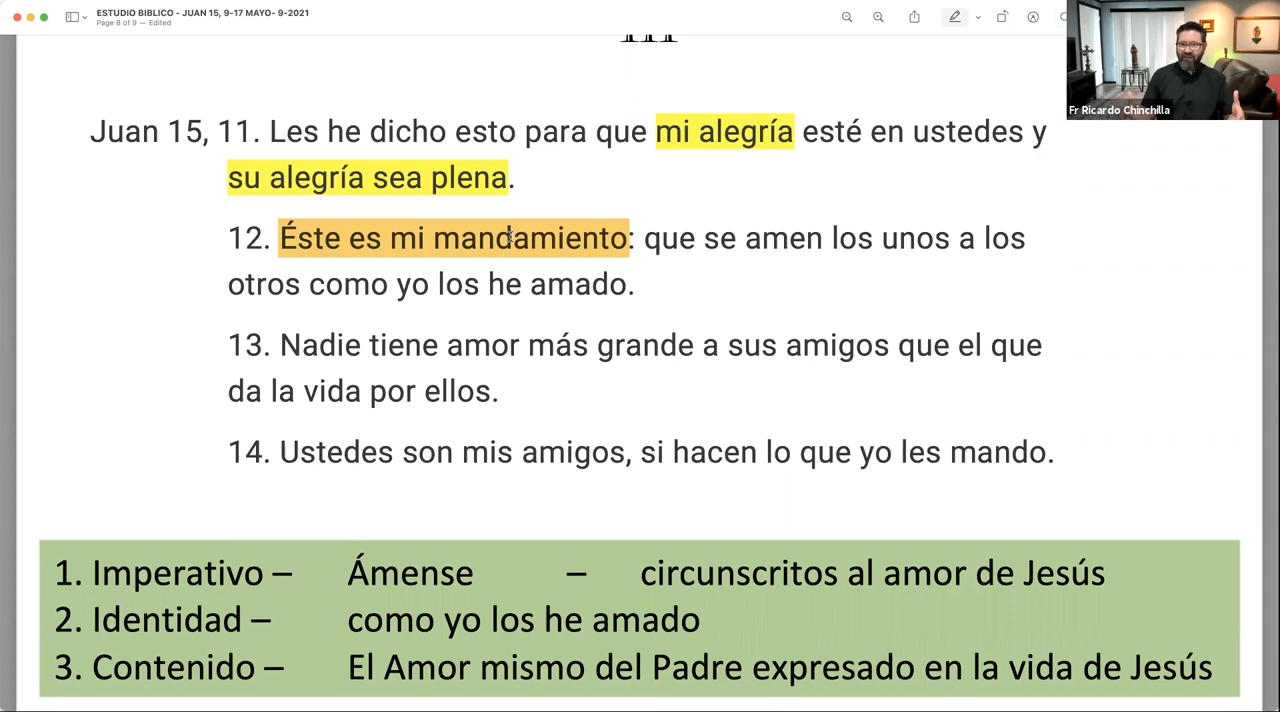 ESTUDIO BIBLICO - JUAN 15, 9-17 MAYO- 9-2021
Page 8 of 9 — Edited
III
Fr Ricardo Chinchilla
Juan 15, 11. Les he dicho esto para que mi alegría esté en ustedes y
su alegría sea plena.
12. Éste es mi mandamiento: que se amen los unos a los
otros como yo los he amado.
13. Nadie tiene amor más grande a sus amigos que el que
da la vida por ellos.
14. Ustedes son mis amigos, si hacen lo que yo les mando.
1. Imperativo – Ámense – circunscritos al amor de Jesús
2. Identidad – como yo los he amado
3. Contenido – El Amor mismo del Padre expresado en la vida de Jesús